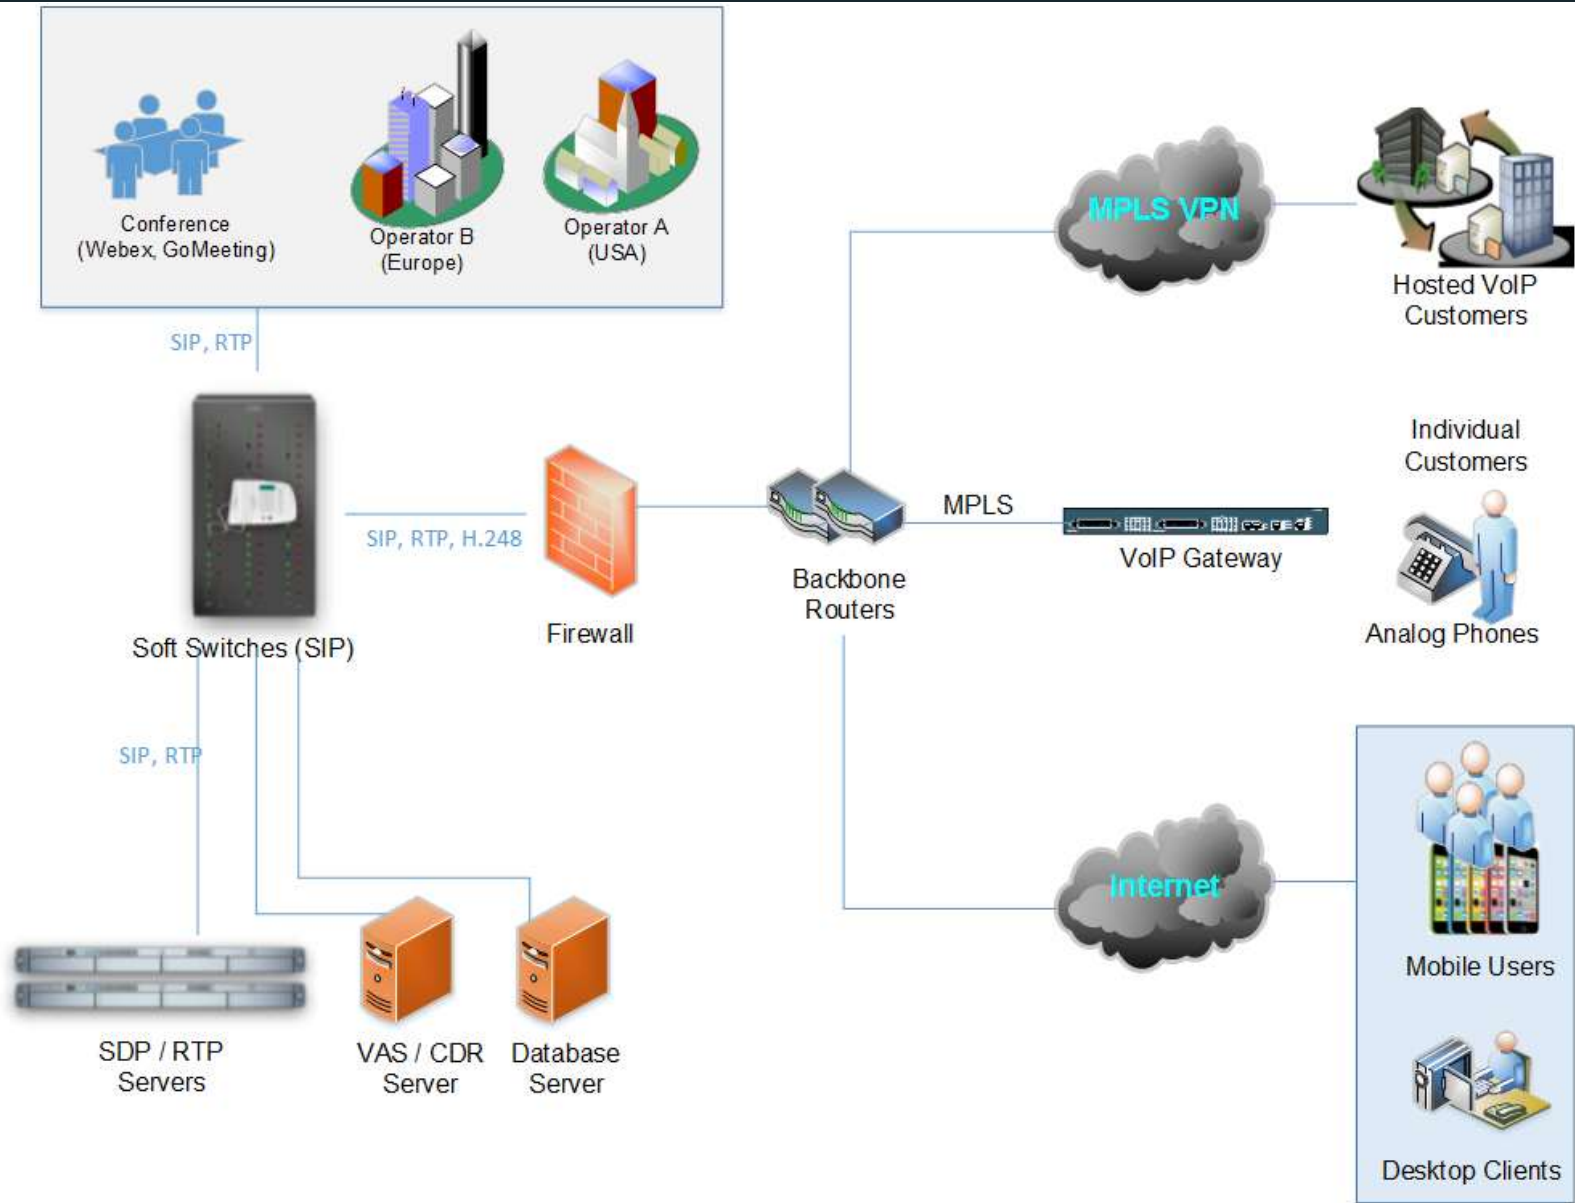 Conference
(Webex, GoMeeting)
Operator B
(Europe)
Operator A
(USA)
SIP, RTP
MPLS VPN
Hosted VoIP
Customers
Individual
Customers
SIP, RTP, H.248
MPLS
VoIP Gateway
Analog Phones
Backbone
Routers
Firewall
Soft Switches (SIP)
SIP, RTP
Internet
Mobile Users
SDP / RTP
Servers
VAS / CDR
Server
Database
Server
Desktop Clients